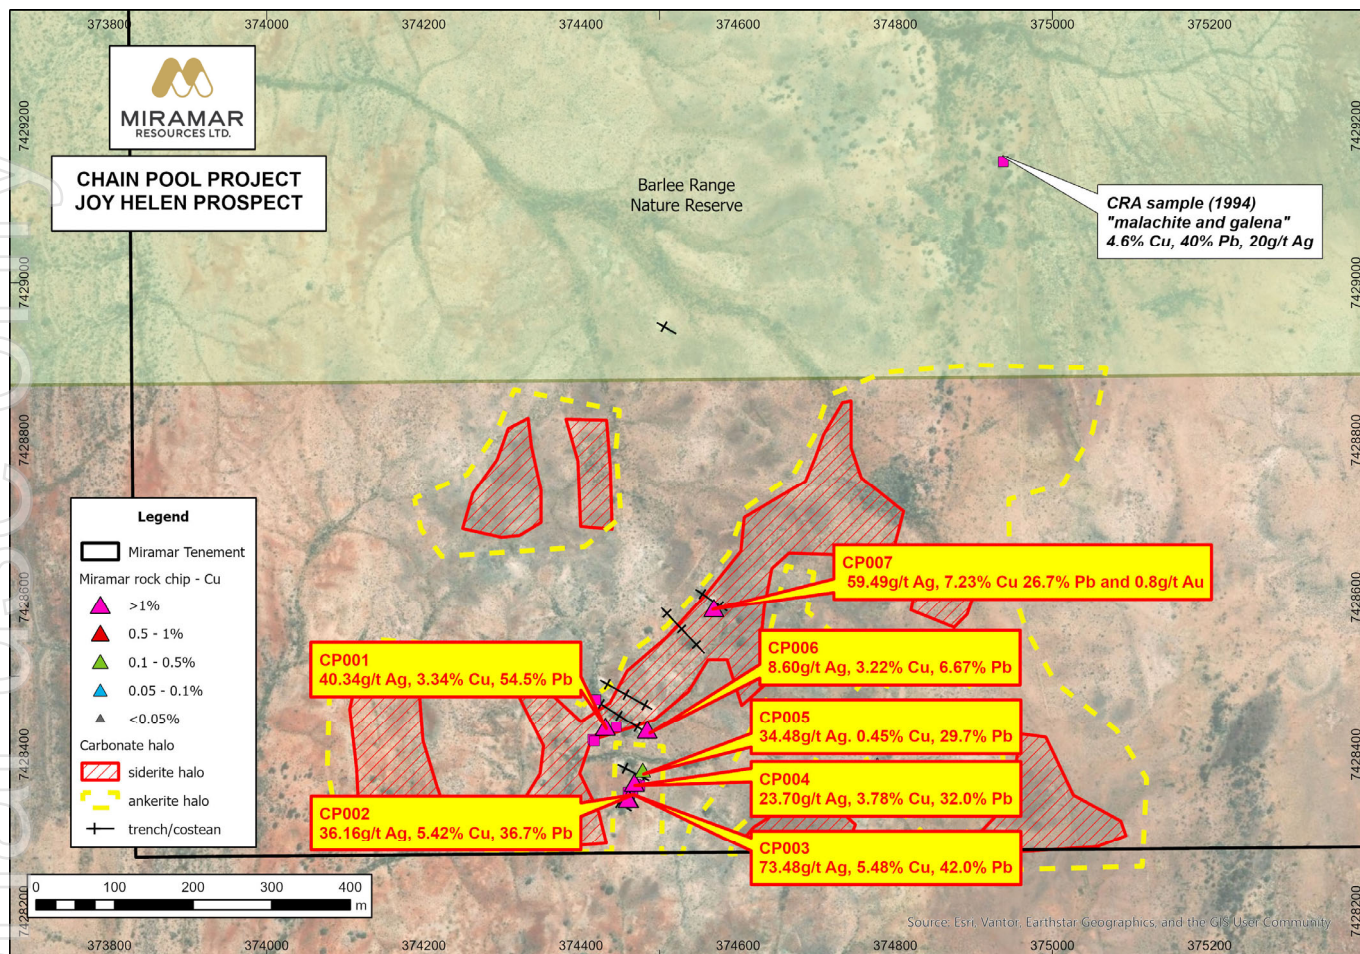 373800 374000 374200 374400 374600 374800 375000 375200
7429200
7429200
MIRAMAR
RESOURCES LTD.
CHAIN POOL PROJECT
JOY HELEN PROSPECT
Barlee Range
Nature Reserve
CRA sample (1994)
"malachite and galena"
4.6% Cu, 40% Pb, 20g/t Ag
7429000
7429000
7428800
7428800
Legend
Miramar Tenement
Miramar rock chip - Cu
>1%
0.5 - 1%
0.1 - 0.5%
0.05 - 0.1%
<0.05%
Carbonate halo
siderite halo
ankerite halo
trench/costean
7428600
7428600
CP007
59.49g/t Ag, 7.23% Cu 26.7% Pb and 0.8g/t Au
CP001
40.34g/t Ag, 3.34% Cu, 54.5% Pb
CP006
8.60g/t Ag, 3.22% Cu, 6.67% Pb
CP005
34.48g/t Ag. 0.45% Cu, 29.7% Pb
7428400
7428400
CP004
23.70g/t Ag, 3.78% Cu, 32.0% Pb
CP002
36.16g/t Ag, 5.42% Cu, 36.7% Pb
CP003
73.48g/t Ag, 5.48% Cu, 42.0% Pb
0 100 200 300 400
m
7428200
7428200
Source: Esri, Vantor, Earthstar Geographics, and the GIS User Community
373800 374000 374200 374400 374600 374800 375000 375200